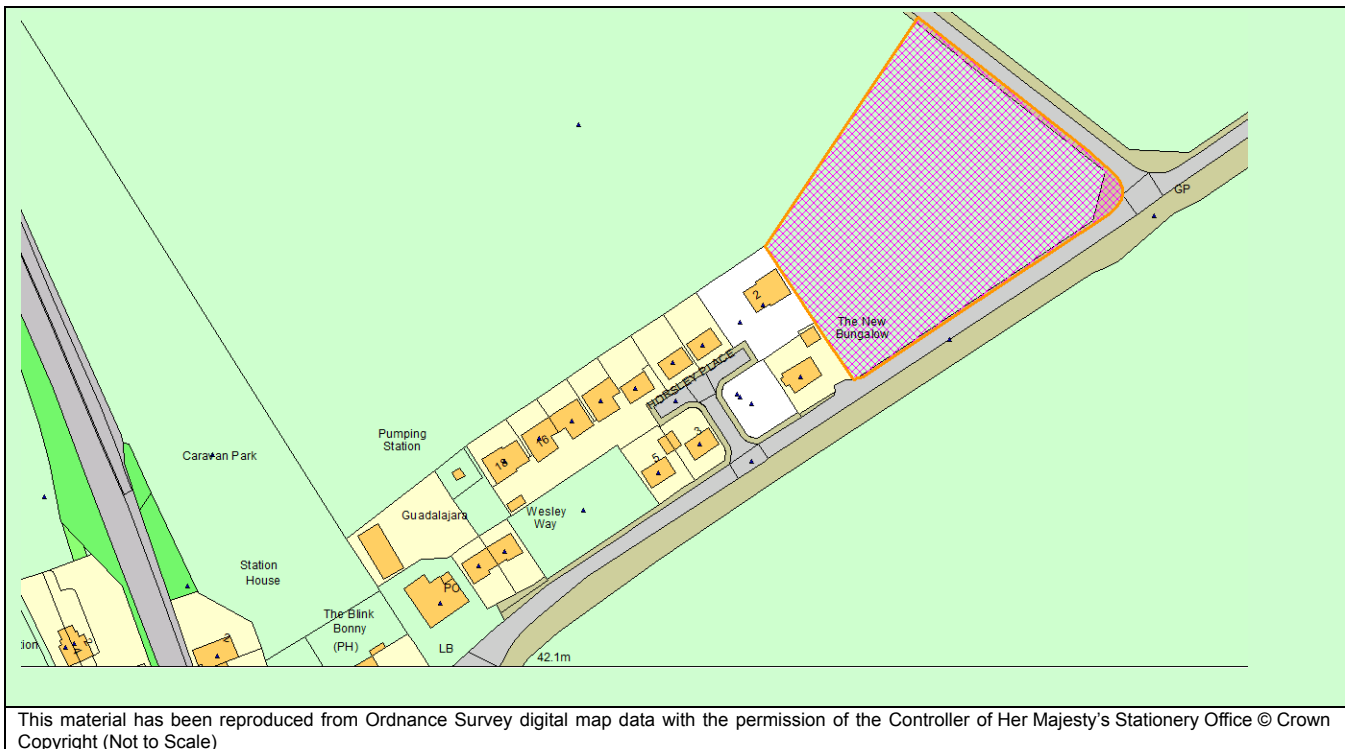 GP
2
The New
Bungalow
HORSLEY PLACE
Pumping
Station
16
18
3
5
Caravan Park
Guadalajara
Wesley
Way
Station
House
PO
The Blink
Bonny
(PH)
LB
2
42.1m
2
tion
This material has been reproduced from Ordnance Survey digital map data with the permission of the Controller of Her Majesty's Stationery Office © Crown
Copyright (Not to Scale)